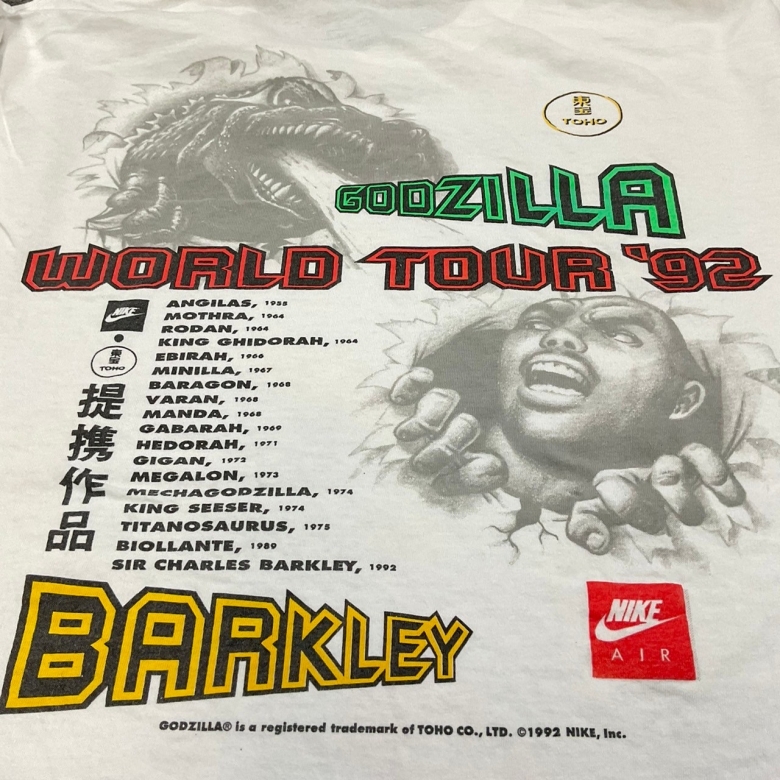 東宝
TOHO
GODZILLA
WORLD TOUR '92
NIKE
東宝
TOHO
提携作品
ANGILAS, 1955
MOTHRA, 1964
RODAN, 1964
KING GHIDORAH, 1964
EBIRAH, 1966
MINILLA, 1967
BARAGON, 1968
VARAN, 1968
MANDA, 1968
GABARAH, 1969
HEDORAH, 1971
GIGAN, 1972
MEGALON, 1973
MECHAGODZILLA, 1974
KING SEESER, 1974
TITANOSAURUS, 1975
BIOLLANTE, 1989
SIR CHARLES BARKLEY, 1992
BARKLEY
NIKE
AIR
GODZILLA® is a registered trademark of TOHO CO., LTD. ©1992 NIKE, Inc.